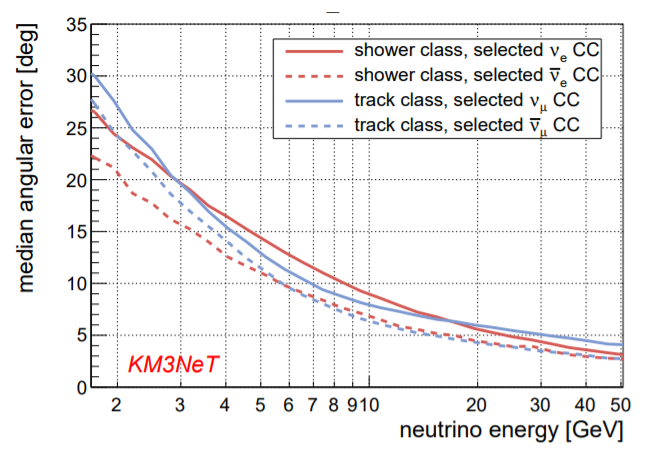 35
30
25
20
15
10
5
0
median angular error [deg]
shower class, selected νe CC
shower class, selected ν̅e CC
track class, selected νμ CC
track class, selected ν̅μ CC
KM3NeT
2 3 4 5 6 7 8 9 10 20 30 40 50
neutrino energy [GeV]